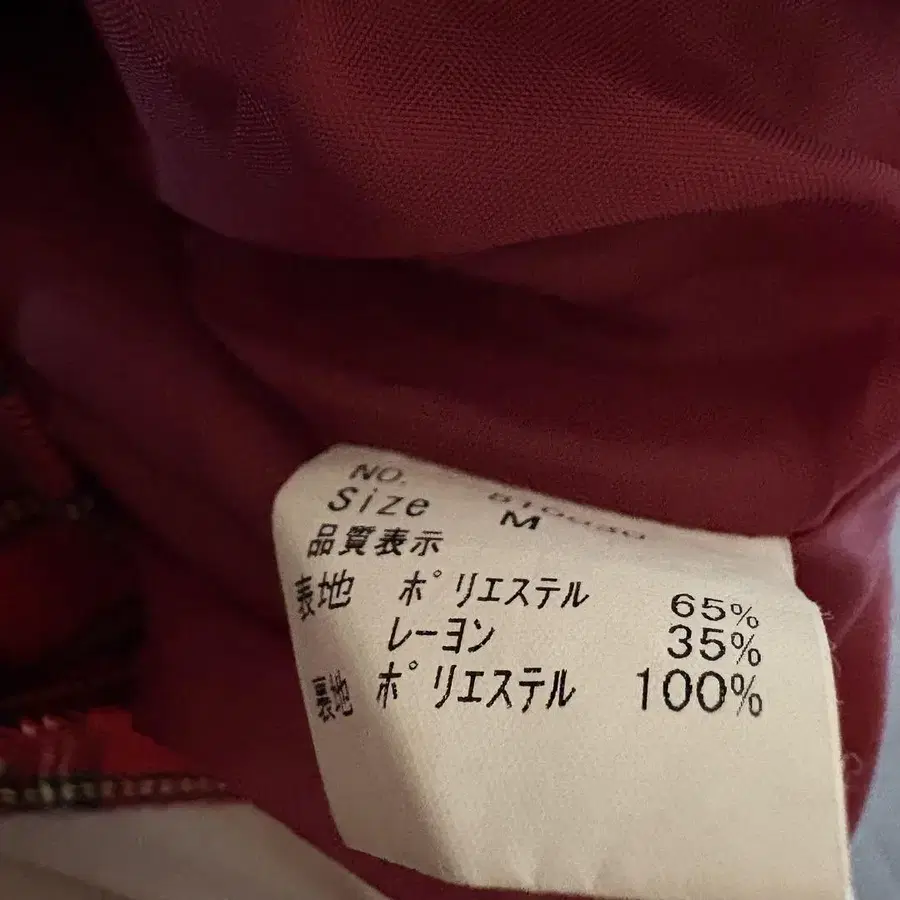 NO.
Size M
品質表示
表地 ポリエステル 65%
レーヨン 35%
裏地 ポリエステル 100%